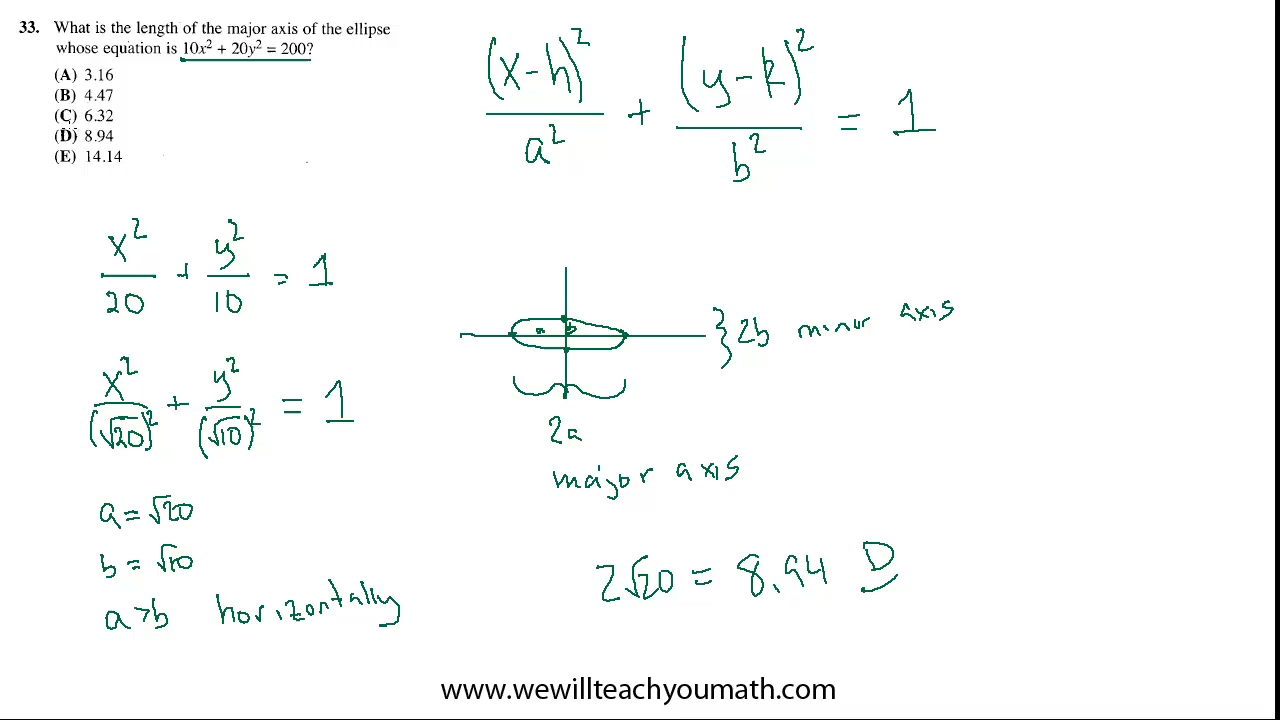 33. What is the length of the major axis of the ellipse
whose equation is 10x² + 20y² = 200?
(A) 3.16
(B) 4.47
(C) 6.32
(D) 8.94
(E) 14.14
(x-h)²/a² + (y-k)²/b² = 1
x²/20 + y²/10 = 1
x²/(√20)² + y²/(√10)² = 1
a = √20
b = √10
a>b horizontally
a b
}2b minor axis
2a
major axis
2√20 = 8.94 D
www.wewillteachyoumath.com